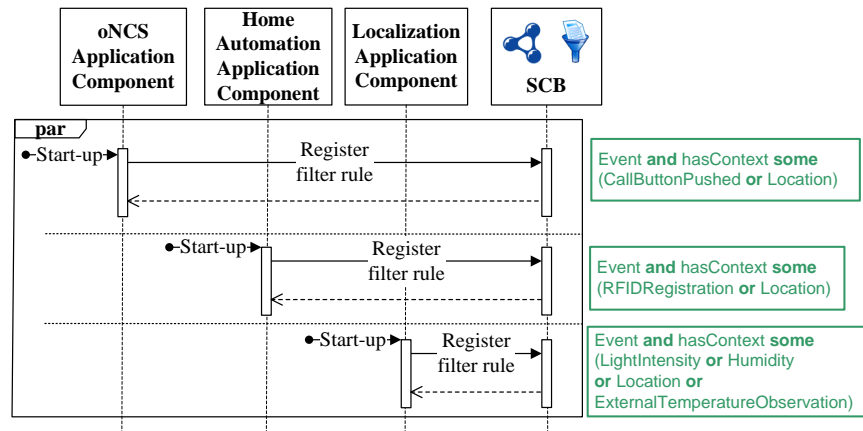 oNCS
Application
Component
Home
Automation
Application
Component
Localization
Application
Component
SCB
par
Start-up
Register
filter rule
Event and hasContext some
(CallButtonPushed or Location)
Start-up
Register
filter rule
Event and hasContext some
(RFIDRegistration or Location)
Start-up
Register
filter rule
Event and hasContext some
(LightIntensity or Humidity
or Location or
ExternalTemperatureObservation)